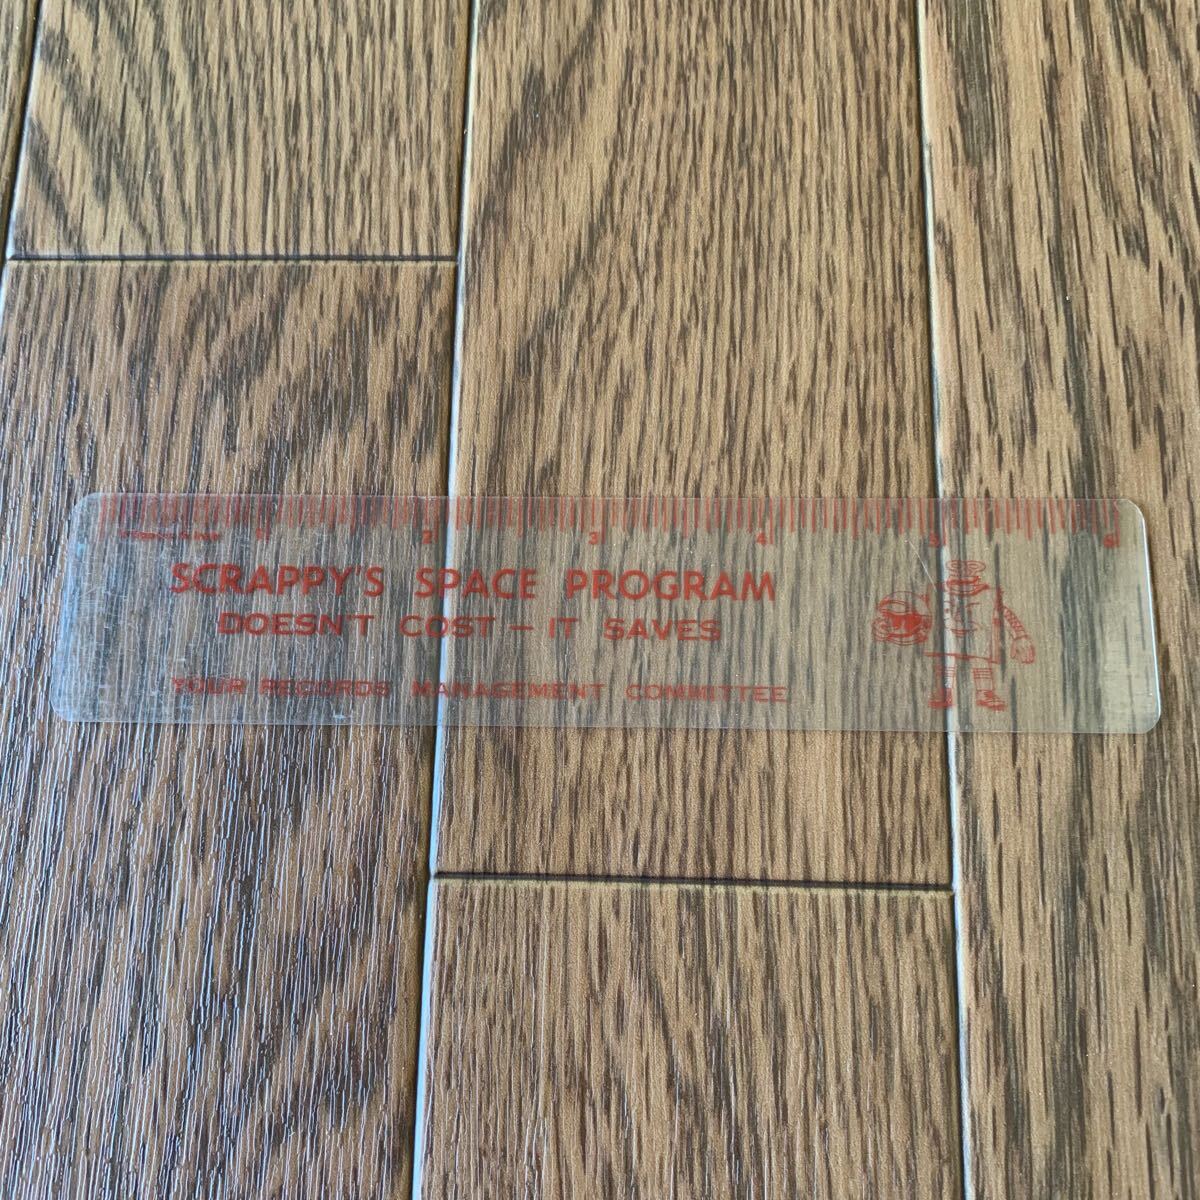 1 2 3 4 5 6
SCRAPPY'S SPACE PROGRAM
DOESN'T COST — IT SAVES
YOUR RECORDS MANAGEMENT COMMITTEE